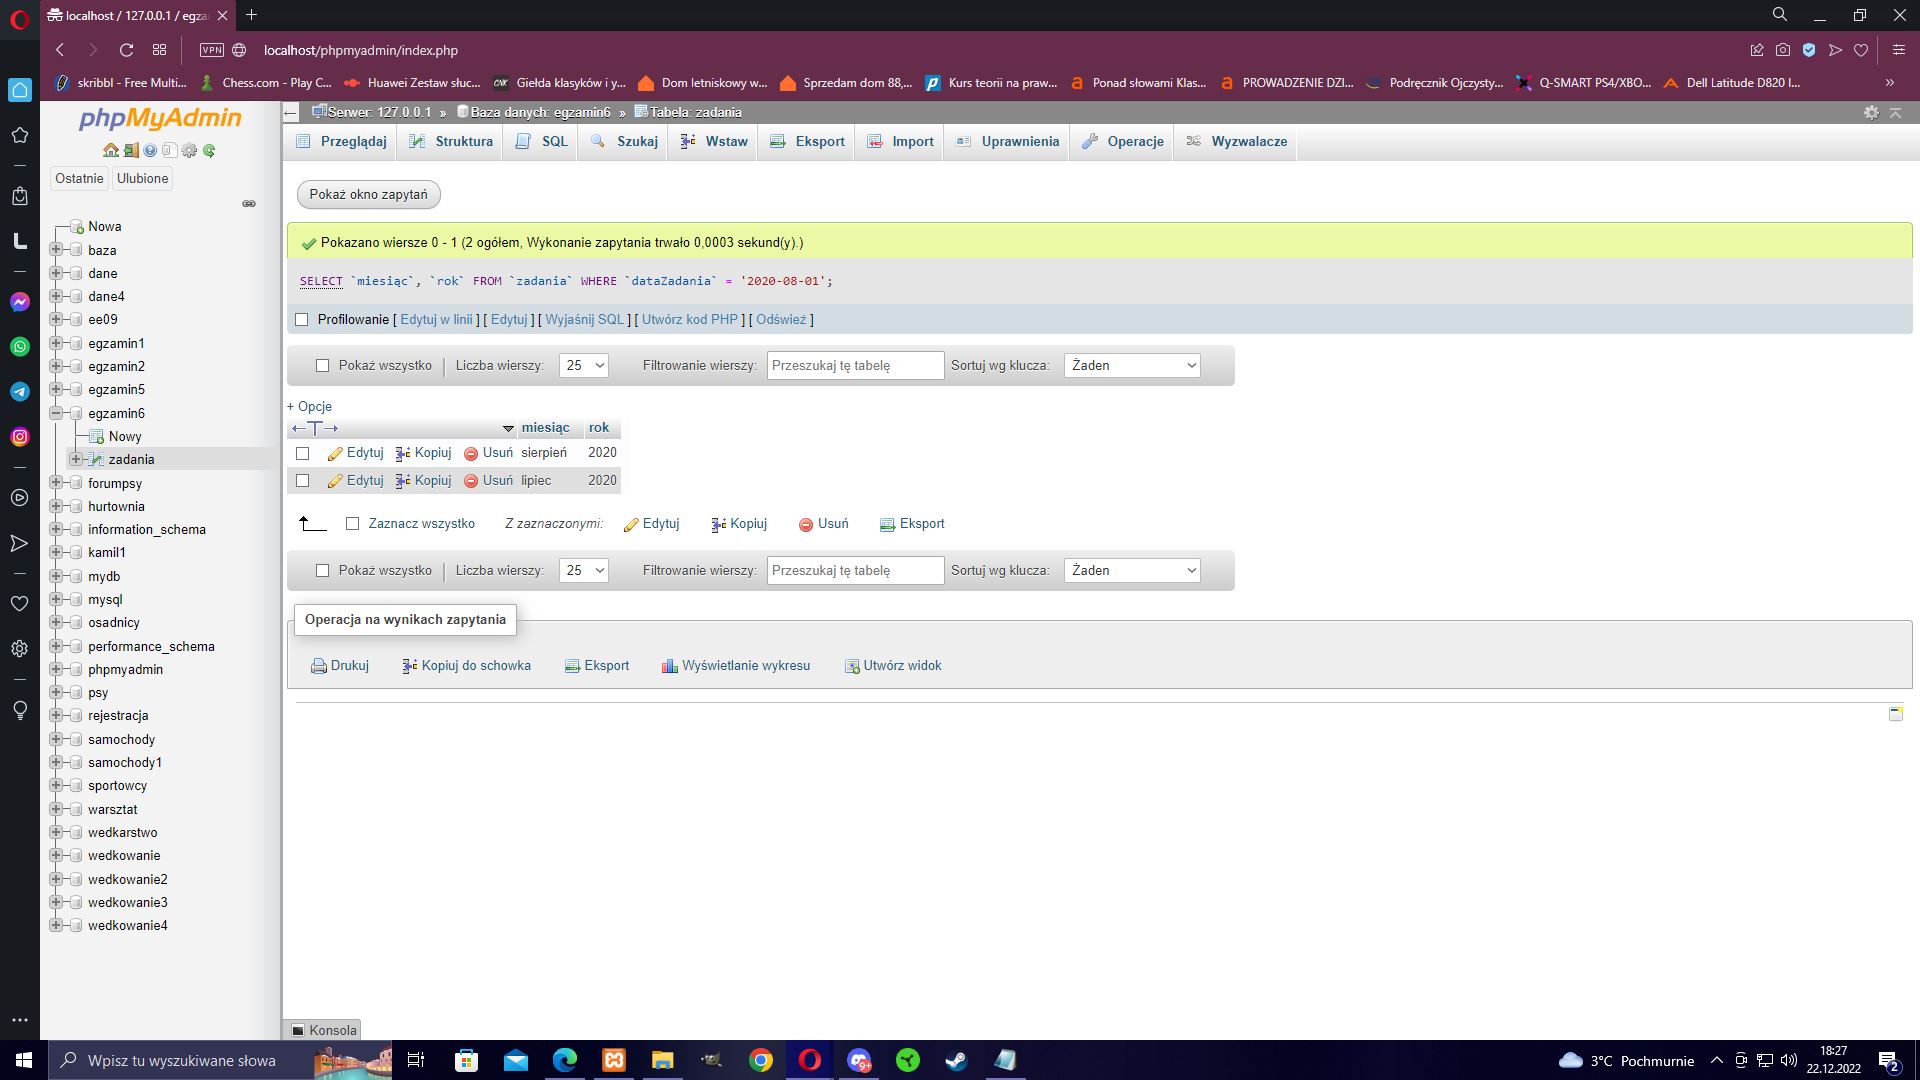 localhost / 127.0.0.1 / egza
VPN localhost/phpmyadmin/index.php
skribbl - Free Multi... Chess.com - Play C... Huawei Zestaw słuc... CNK Giełda klasyków i y... Dom letniskowy w... Sprzedam dom 88,... Kurs teorii na praw... Ponad słowami Klas... PROWADZENIE DZI... Podręcznik Ojczysty... Q-SMART PS4/XBO... Dell Latitude D820 I... »
phpMyAdmin
Ostatnie Ulubione
Nowa
baza
dane
dane4
ee09
egzamin1
egzamin2
egzamin5
egzamin6
Nowy
zadania
forumpsy
hurtownia
information_schema
kamil1
mydb
mysql
osadnicy
performance_schema
phpmyadmin
psy
rejestracja
samochody
samochody1
sportowcy
warsztat
wedkarstwo
wedkowanie
wedkowanie2
wedkowanie3
wedkowanie4
Serwer: 127.0.0.1 » Baza danych: egzamin6 » Tabela: zadania
Przeglądaj Struktura SQL Szukaj Wstaw Eksport Import Uprawnienia Operacje Wyzwalacze
Pokaż okno zapytań
Pokazano wiersze 0 - 1 (2 ogółem, Wykonanie zapytania trwało 0,0003 sekund(y).)
SELECT `miesiąc`, `rok` FROM `zadania` WHERE `dataZadania` = '2020-08-01';
Profilowanie [ Edytuj w linii ] [ Edytuj ] [ Wyjaśnij SQL ] [ Utwórz kod PHP ] [ Odśwież ]
Pokaż wszystko | Liczba wierszy: 25 Filtrowanie wierszy: Przeszukaj tę tabelę Sortuj wg klucza: Żaden
+ Opcje
miesiąc rok
Edytuj Kopiuj Usuń sierpień 2020
Edytuj Kopiuj Usuń lipiec 2020
Zaznacz wszystko Z zaznaczonymi: Edytuj Kopiuj Usuń Eksport
Pokaż wszystko | Liczba wierszy: 25 Filtrowanie wierszy: Przeszukaj tę tabelę Sortuj wg klucza: Żaden
Operacja na wynikach zapytania
Drukuj Kopiuj do schowka Eksport Wyświetlanie wykresu Utwórz widok
Konsola
Wpisz tu wyszukiwane słowa
9+
3°C Pochmurnie
18:27
22.12.2022
2